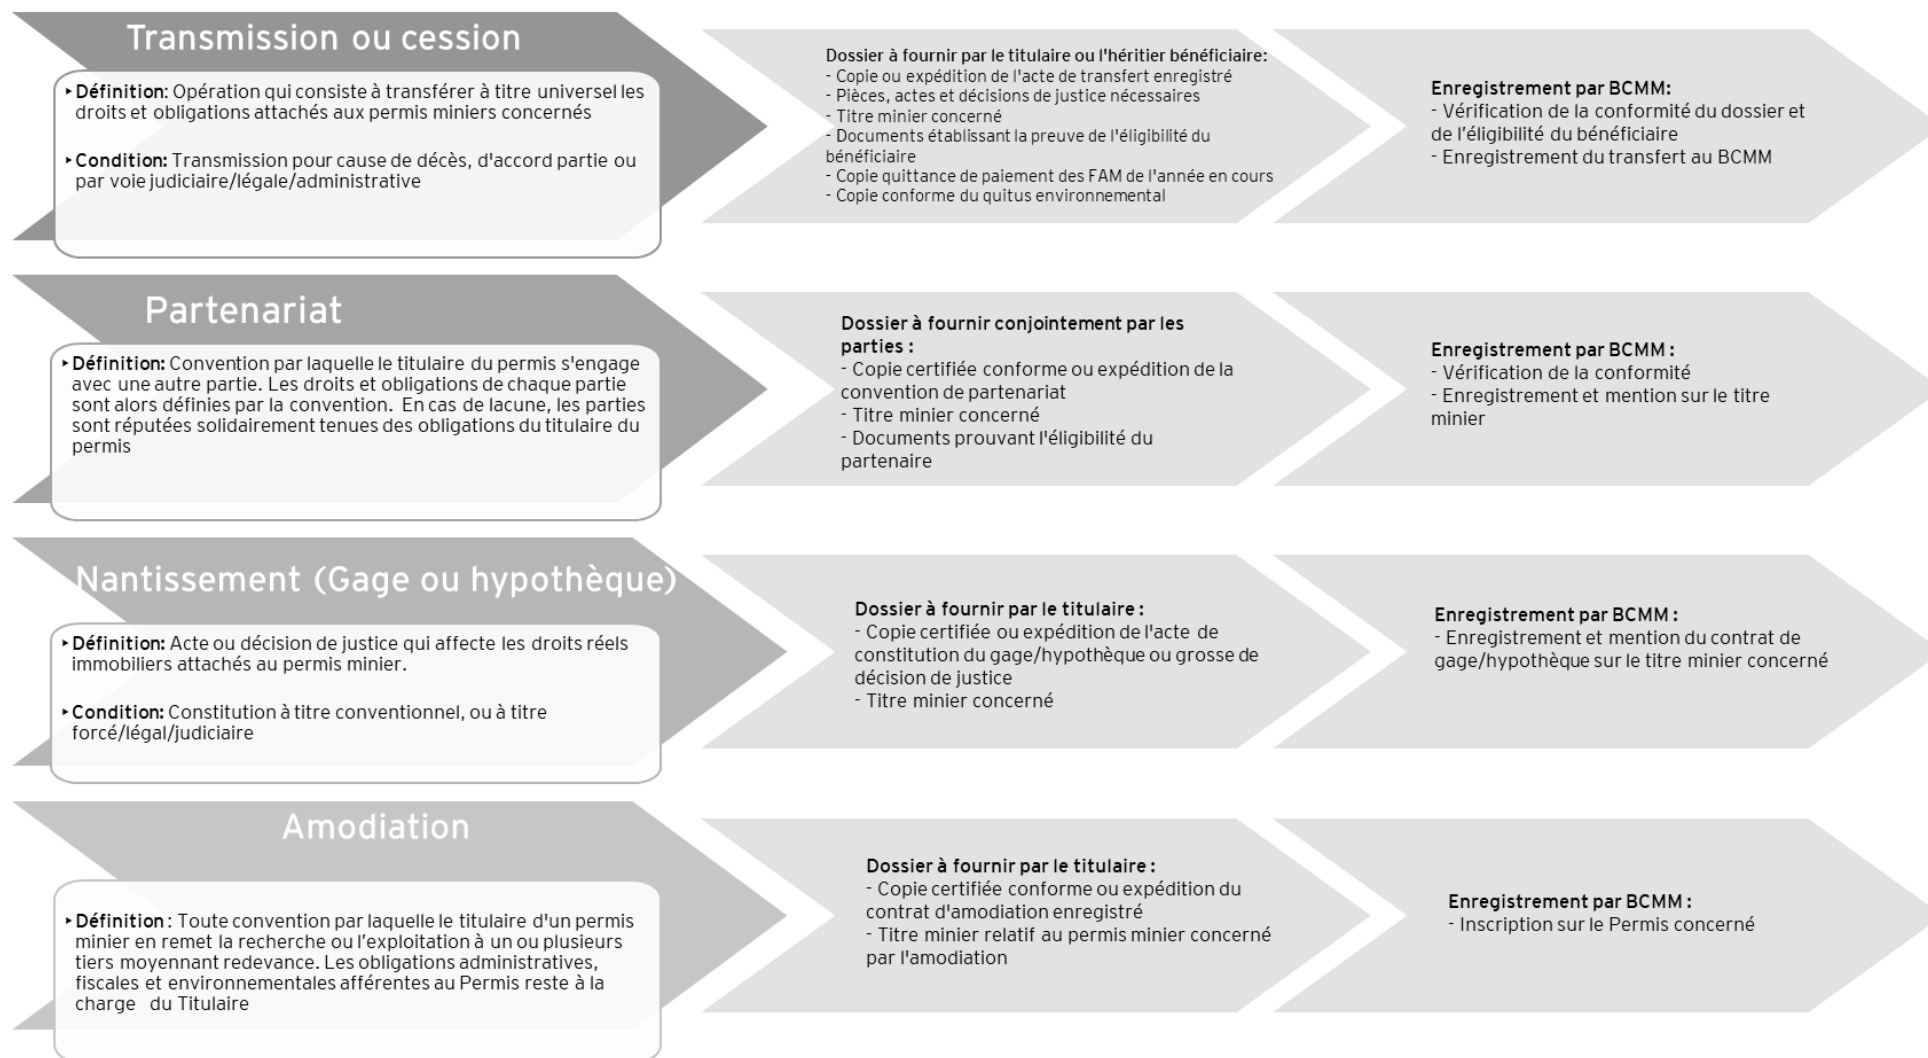 Transmission ou cession
‣ Définition: Opération qui consiste à transférer à titre universel les
droits et obligations attachés aux permis miniers concernés
‣ Condition: Transmission pour cause de décès, d'accord partie ou
par voie judiciaire/légale/administrative
Dossier à fournir par le titulaire ou l'héritier bénéficiaire:
- Copie ou expédition de l'acte de transfert enregistré
- Pièces, actes et décisions de justice nécessaires
- Titre minier concerné
- Documents établissant la preuve de l'éligibilité du
bénéficiaire
- Copie quittance de paiement des FAM de l'année en cours
- Copie conforme du quitus environnemental
Enregistrement par BCMM:
- Vérification de la conformité du dossier et
de l'éligibilité du bénéficiaire
- Enregistrement du transfert au BCMM
Partenariat
‣ Définition: Convention par laquelle le titulaire du permis s'engage
avec une autre partie. Les droits et obligations de chaque partie
sont alors définies par la convention. En cas de lacune, les parties
sont réputées solidairement tenues des obligations du titulaire du
permis
Dossier à fournir conjointement par les
parties :
- Copie certifiée conforme ou expédition de la
convention de partenariat
- Titre minier concerné
- Documents prouvant l'éligibilité du
partenaire
Enregistrement par BCMM :
- Vérification de la conformité
- Enregistrement et mention sur le titre
minier
Nantissement (Gage ou hypothèque)
‣ Définition: Acte ou décision de justice qui affecte les droits réels
immobiliers attachés au permis minier.
‣ Condition: Constitution à titre conventionnel, ou à titre
forcé/légal/judiciaire
Dossier à fournir par le titulaire :
- Copie certifiée ou expédition de l'acte de
constitution du gage/hypothèque ou grosse de
décision de justice
- Titre minier concerné
Enregistrement par BCMM :
- Enregistrement et mention du contrat de
gage/hypothèque sur le titre minier concerné
Amodiation
‣ Définition : Toute convention par laquelle le titulaire d'un permis
minier en remet la recherche ou l'exploitation à un ou plusieurs
tiers moyennant redevance. Les obligations administratives,
fiscales et environnementales afférentes au Permis reste à la
charge du Titulaire
Dossier à fournir par le titulaire :
- Copie certifiée conforme ou expédition du
contrat d'amodiation enregistré
- Titre minier relatif au permis minier concerné
par l'amodiation
Enregistrement par BCMM :
- Inscription sur le Permis concerné